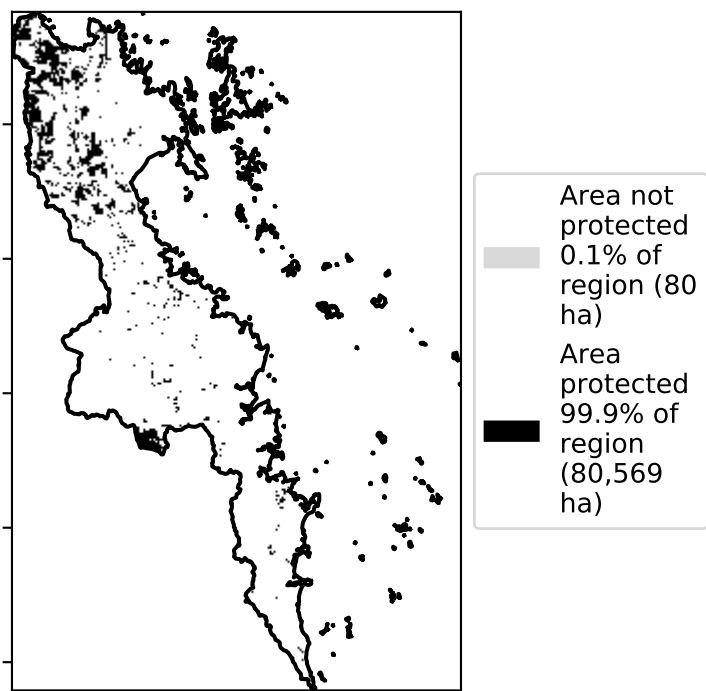 Area not
protected
0.1% of
region (80
ha)
Area
protected
99.9% of
region
(80,569
ha)